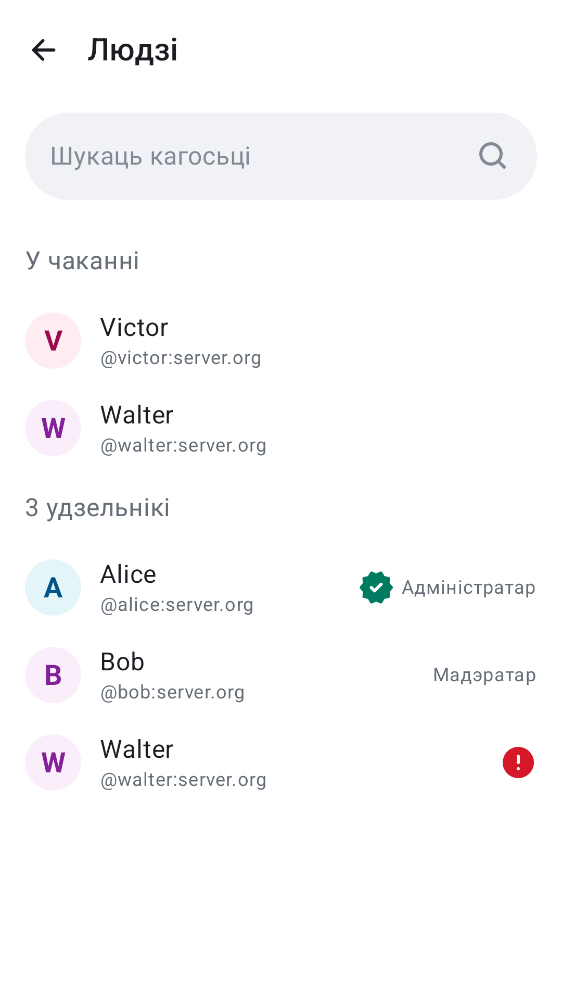 Людзі
Шукаць кагосьці
У чаканні
V
Victor
@victor:server.org
W
Walter
@walter:server.org
3 удзельнікі
A
Alice
@alice:server.org
Адміністратар
B
Bob
@bob:server.org
Мадэратар
W
Walter
@walter:server.org